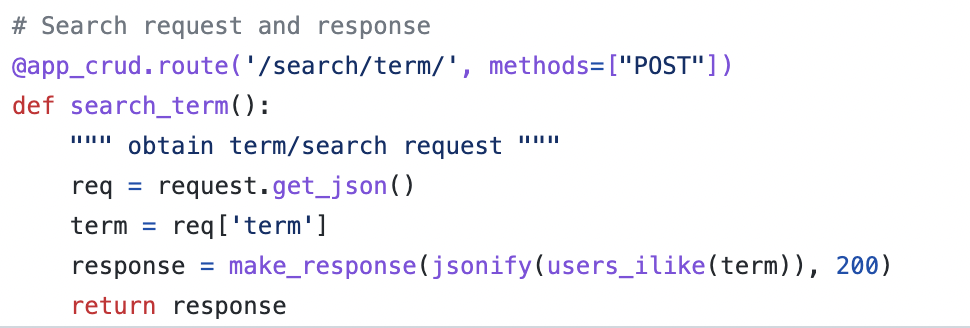 # Search request and response
@app_crud.route('/search/term/', methods=["POST"])
def search_term():
    """ obtain term/search request """
    req = request.get_json()
    term = req['term']
    response = make_response(jsonify(users_ilike(term)), 200)
    return response